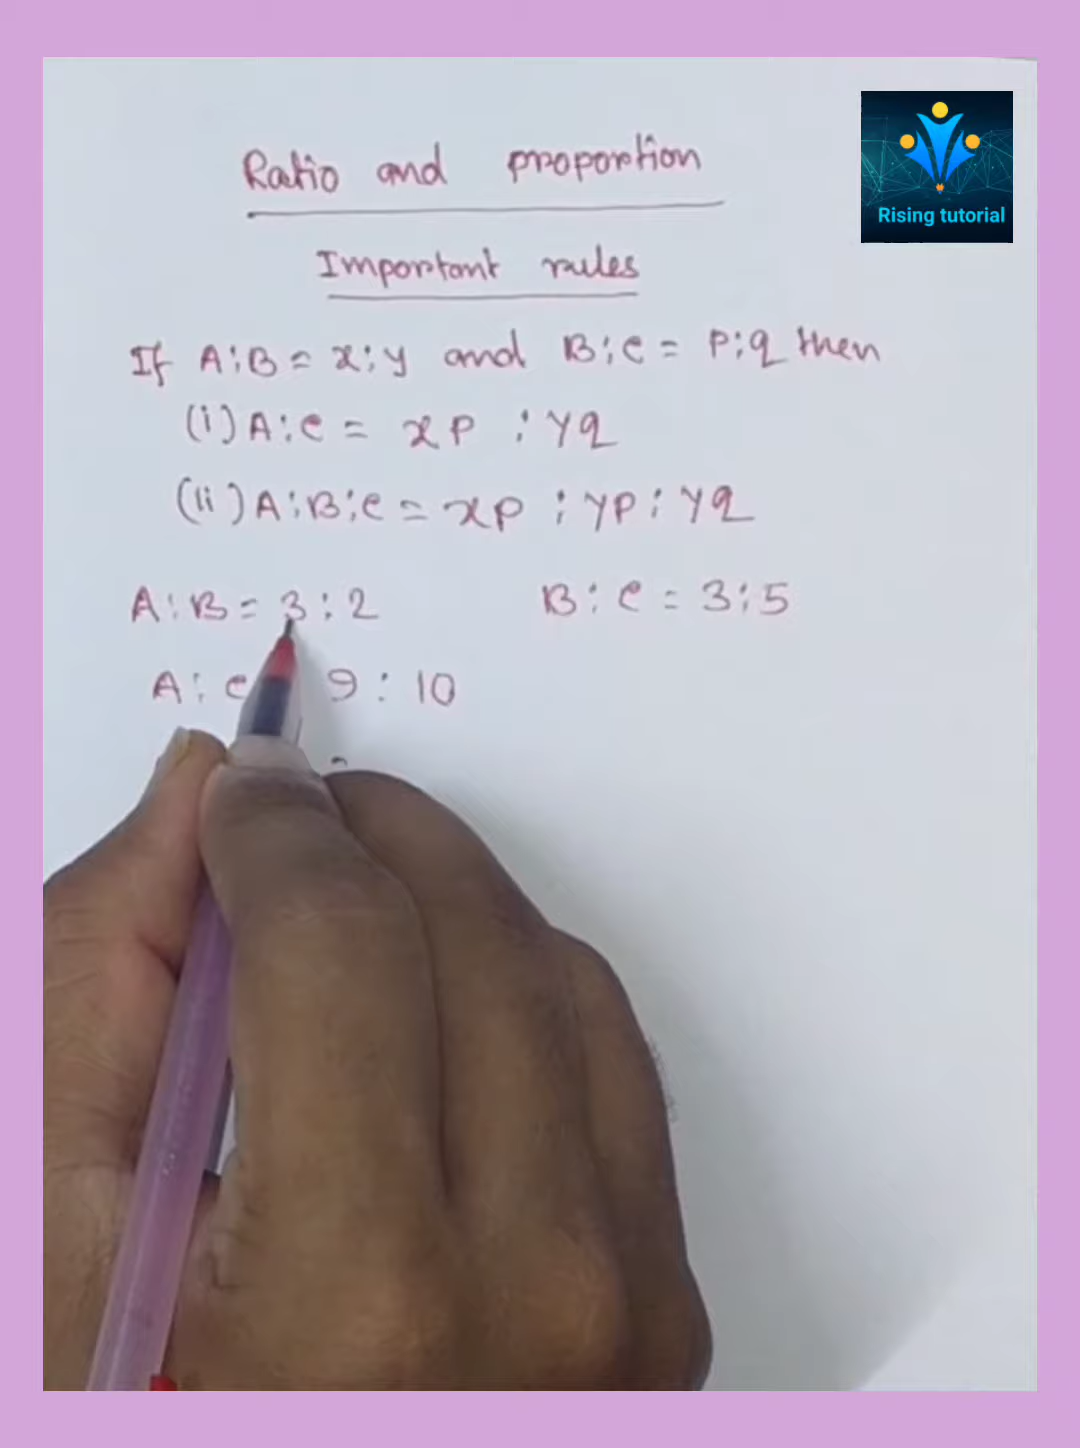 Rising tutorial
Ratio and proportion
Important rules
If A:B = x:y and B:C = P:q then
(i) A:C = xP : yq
(ii) A:B:C = xp : yp : yq
A:B = 3:2 B:C = 3:5
A:C 9:10